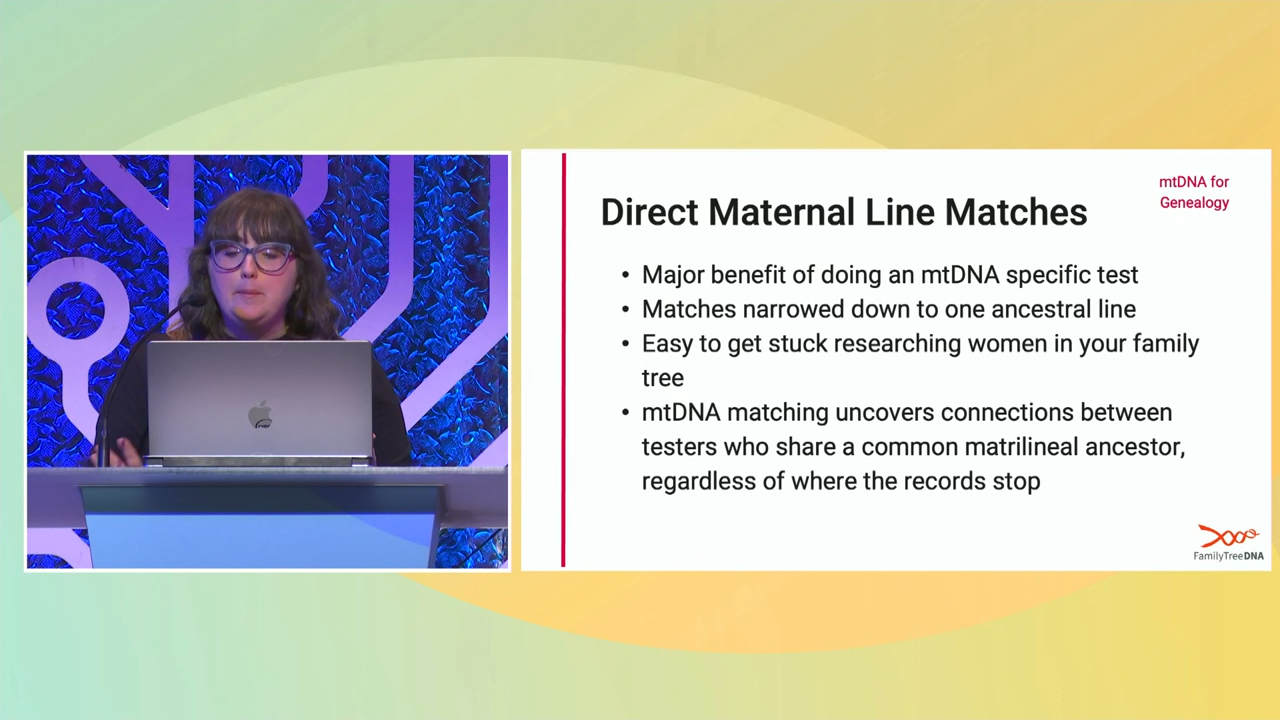 mtDNA for
Genealogy
Direct Maternal Line Matches
• Major benefit of doing an mtDNA specific test
• Matches narrowed down to one ancestral line
• Easy to get stuck researching women in your family
tree
• mtDNA matching uncovers connections between
testers who share a common matrilineal ancestor,
regardless of where the records stop
FamilyTreeDNA